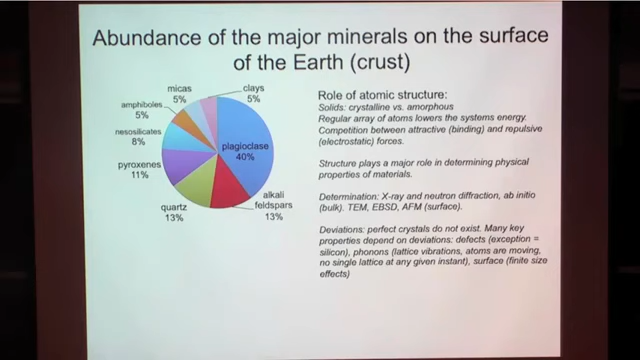 Abundance of the major minerals on the surface
of the Earth (crust)
micas
5%
clays
5%
amphiboles
5%
nesosilicates
8%
plagioclase
40%
pyroxenes
11%
quartz
13%
alkali
feldspars
13%
Role of atomic structure:
Solids: crystalline vs. amorphous
Regular array of atoms lowers the systems energy.
Competition between attractive (binding) and repulsive
(electrostatic) forces.
Structure plays a major role in determining physical
properties of materials.
Determination: X-ray and neutron diffraction, ab initio
(bulk). TEM, EBSD, AFM (surface).
Deviations: perfect crystals do not exist. Many key
properties depend on deviations: defects (exception =
silicon), phonons (lattice vibrations, atoms are moving,
no single lattice at any given instant), surface (finite size
effects)